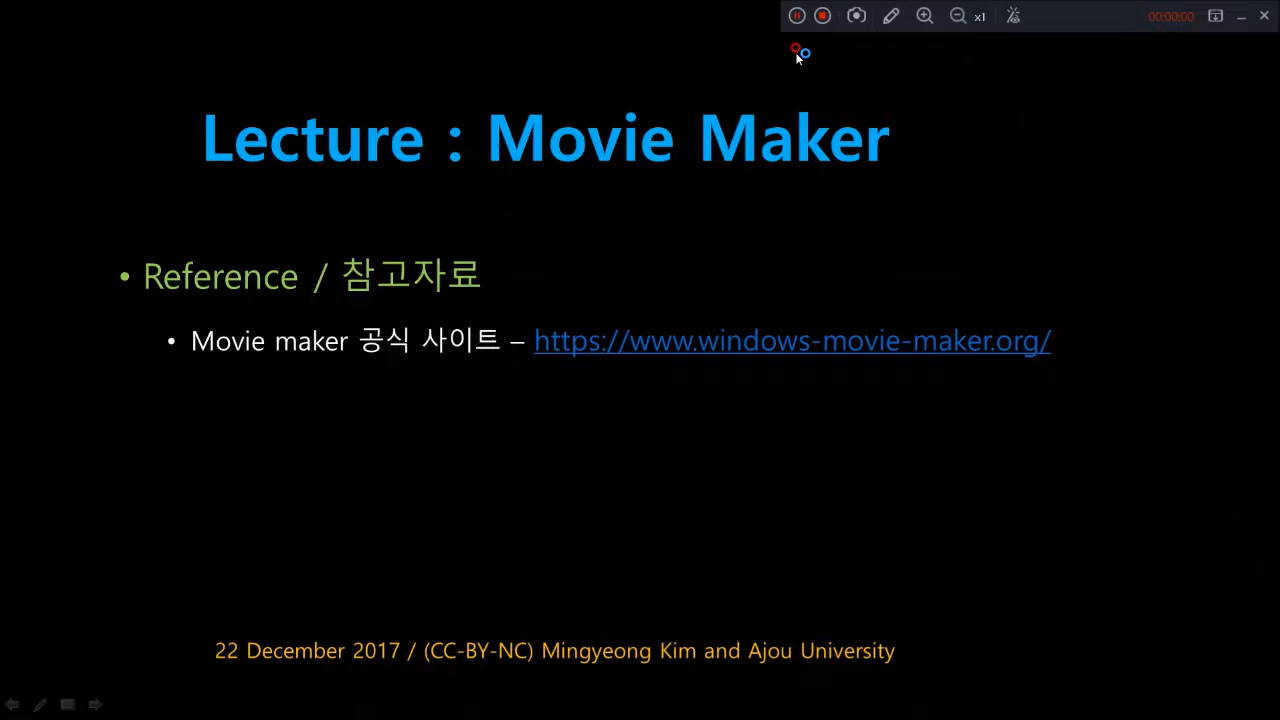 x1
00:00:00
Lecture : Movie Maker
• Reference / 참고자료
• Movie maker 공식 사이트 – https://www.windows-movie-maker.org/
22 December 2017 / (CC-BY-NC) Mingyeong Kim and Ajou University